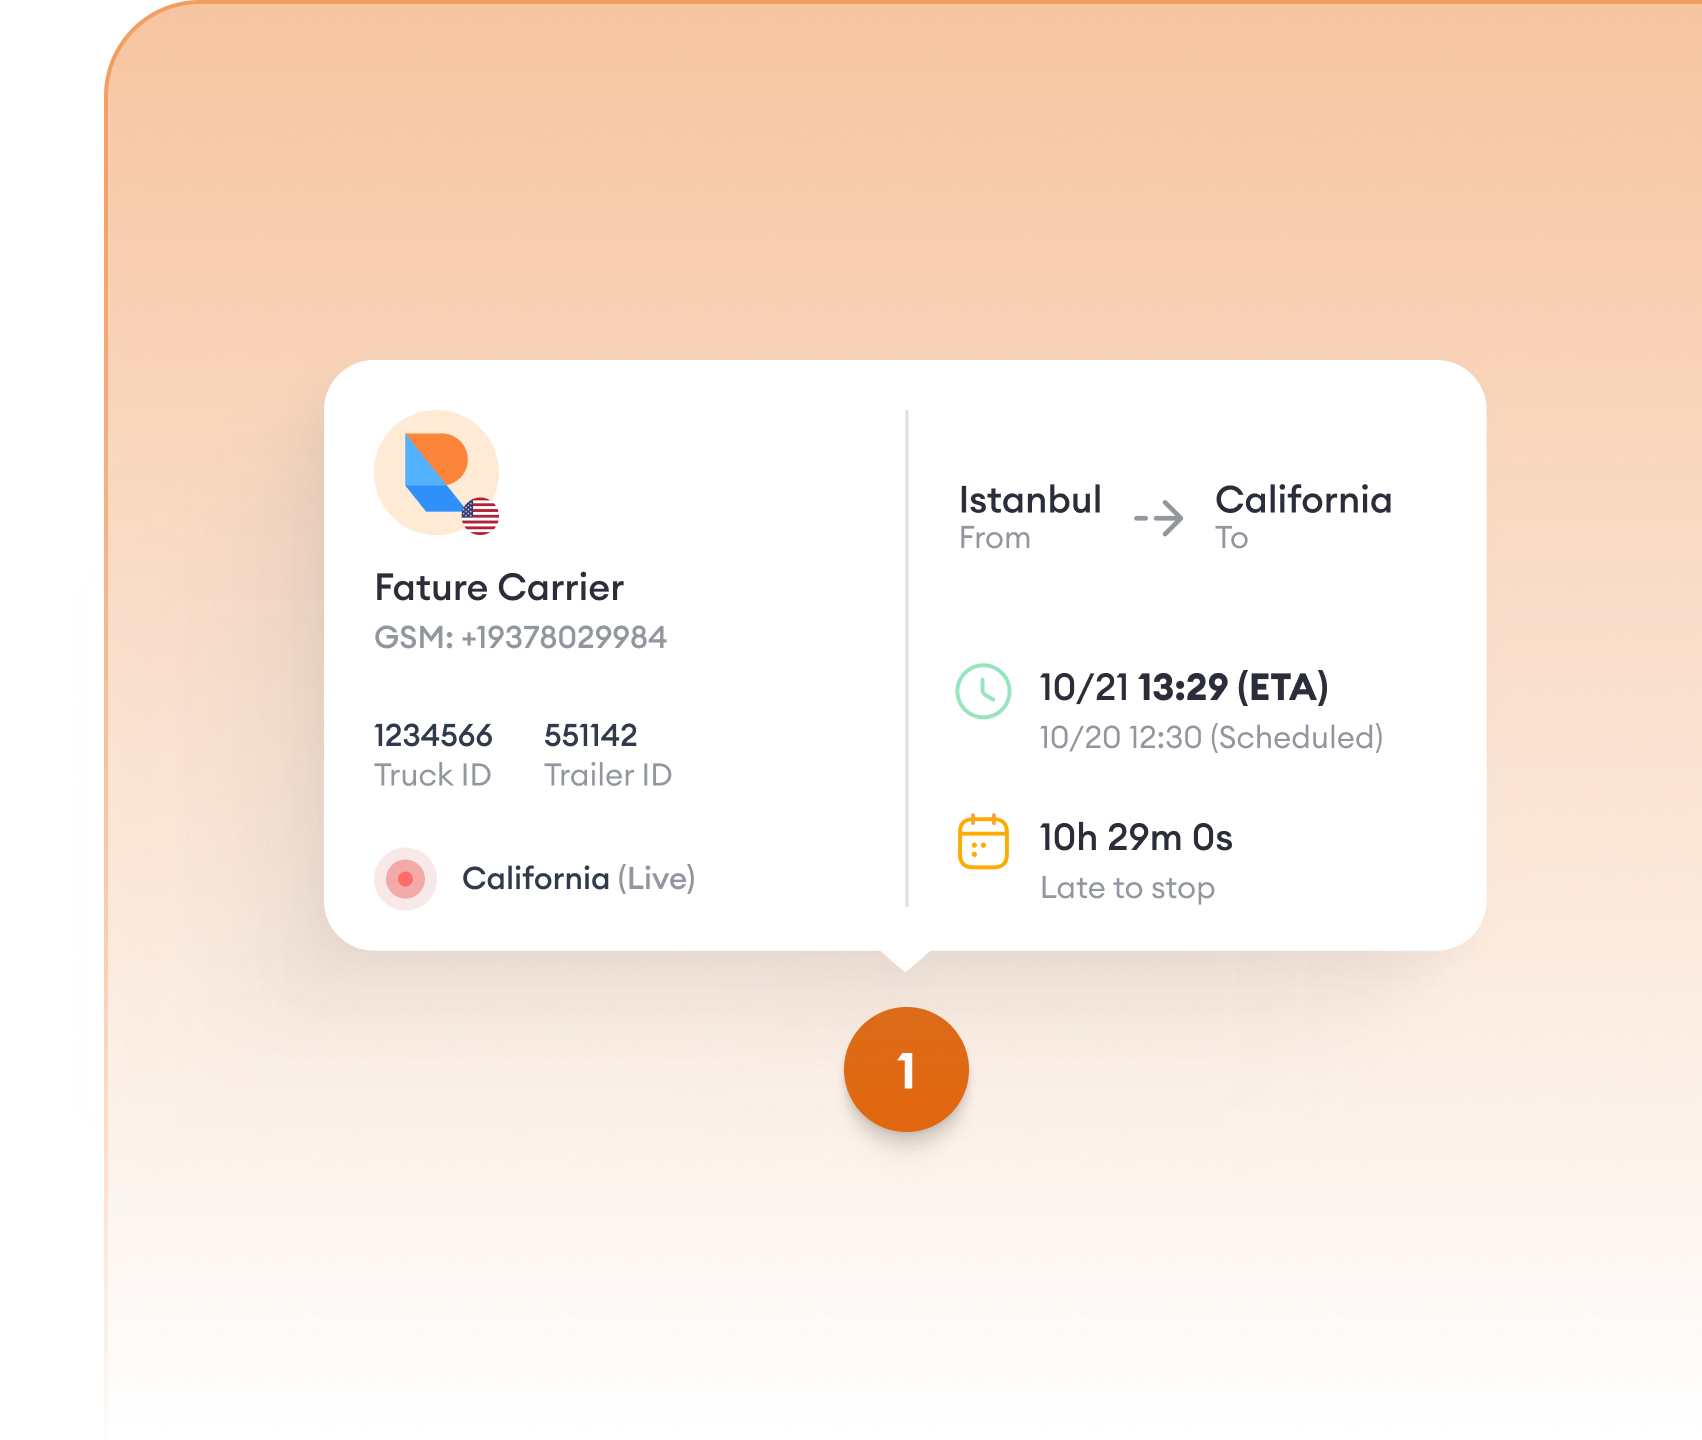 Fature Carrier
GSM: +19378029984
1234566
Truck ID
551142
Trailer ID
California (Live)
Istanbul
From
California
To
10/21 13:29 (ETA)
10/20 12:30 (Scheduled)
10h 29m 0s
Late to stop
1